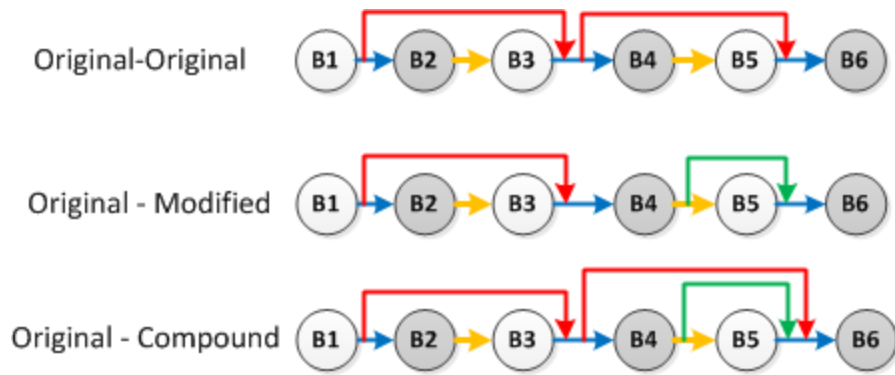 Original-Original B1 B2 B3 B4 B5 B6
Original - Modified B1 B2 B3 B4 B5 B6
Original - Compound B1 B2 B3 B4 B5 B6